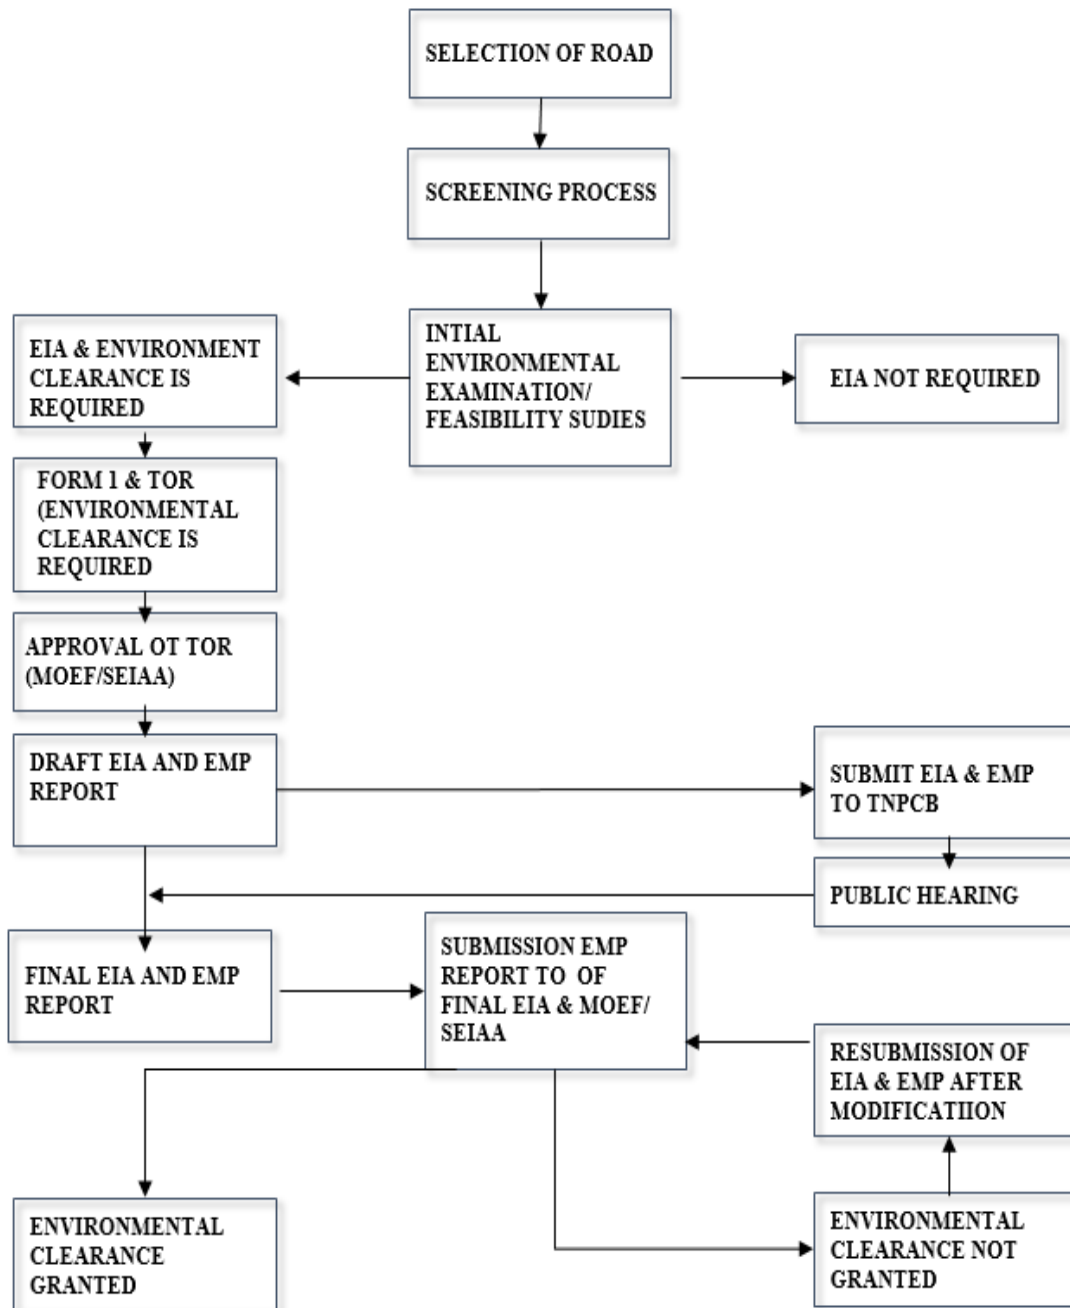 SELECTION OF ROAD
SCREENING PROCESS
INTIAL
ENVIRONMENTAL
EXAMINATION/
FEASIBILITY SUDIES
EIA & ENVIRONMENT
CLEARANCE IS
REQUIRED
EIA NOT REQUIRED
FORM 1 & TOR
(ENVIRONMENTAL
CLEARANCE IS
REQUIRED
APPROVAL OT TOR
(MOEF/SEIAA)
DRAFT EIA AND EMP
REPORT
SUBMIT EIA & EMP
TO TNPCB
PUBLIC HEARING
FINAL EIA AND EMP
REPORT
SUBMISSION EMP
REPORT TO OF
FINAL EIA & MOEF/
SEIAA
RESUBMISSION OF
EIA & EMP AFTER
MODIFICATIION
ENVIRONMENTAL
CLEARANCE
GRANTED
ENVIRONMENTAL
CLEARANCE NOT
GRANTED